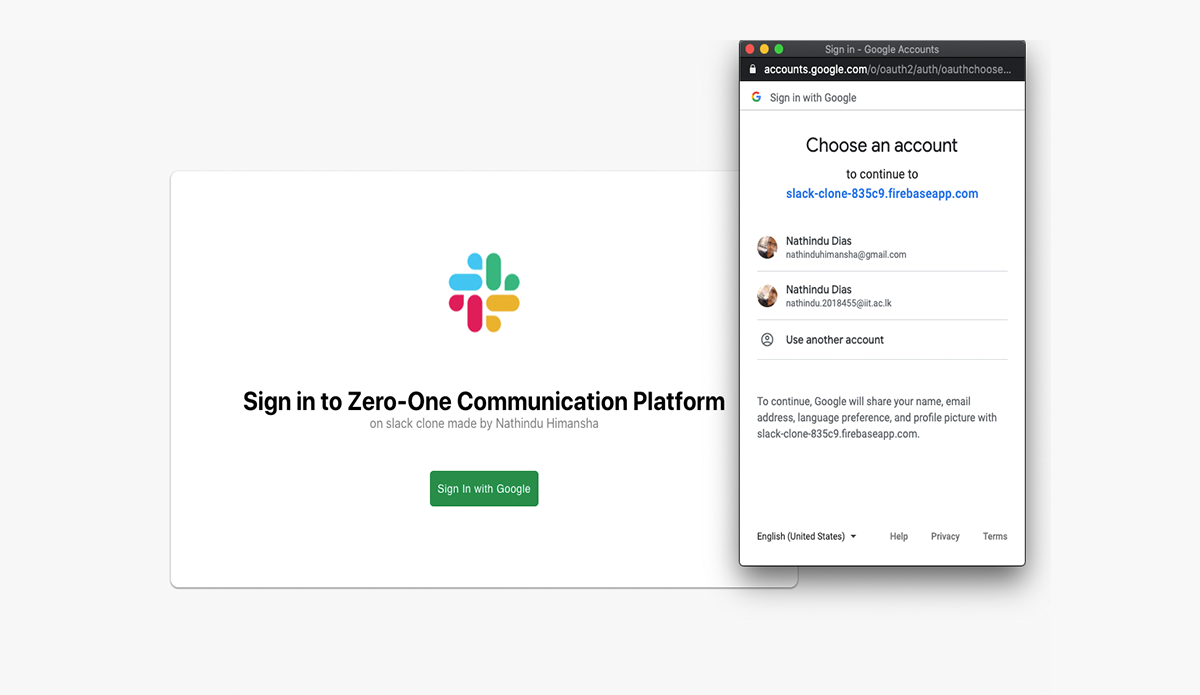 Sign in - Google Accounts
accounts.google.com/o/oauth2/auth/oauthchoose...
Sign in with Google
Choose an account
to continue to
slack-clone-835c9.firebaseapp.com
Nathindu Dias
nathinduhimansha@gmail.com
Nathindu Dias
nathindu.2018455@iit.ac.lk
Use another account
To continue, Google will share your name, email
address, language preference, and profile picture with
slack-clone-835c9.firebaseapp.com.
English (United States) Help Privacy Terms
Sign in to Zero-One Communication Platform
on slack clone made by Nathindu Himansha
Sign In with Google